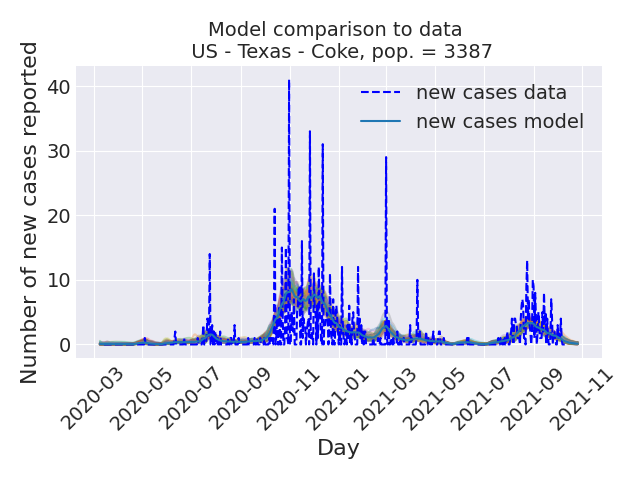 Model comparison to data
US - Texas - Coke, pop. = 3387
Number of new cases reported
40
30
20
10
0
new cases data
new cases model
2020-03
2020-05
2020-07
2020-09
2020-11
2021-01
2021-03
2021-05
2021-07
2021-09
2021-11
Day